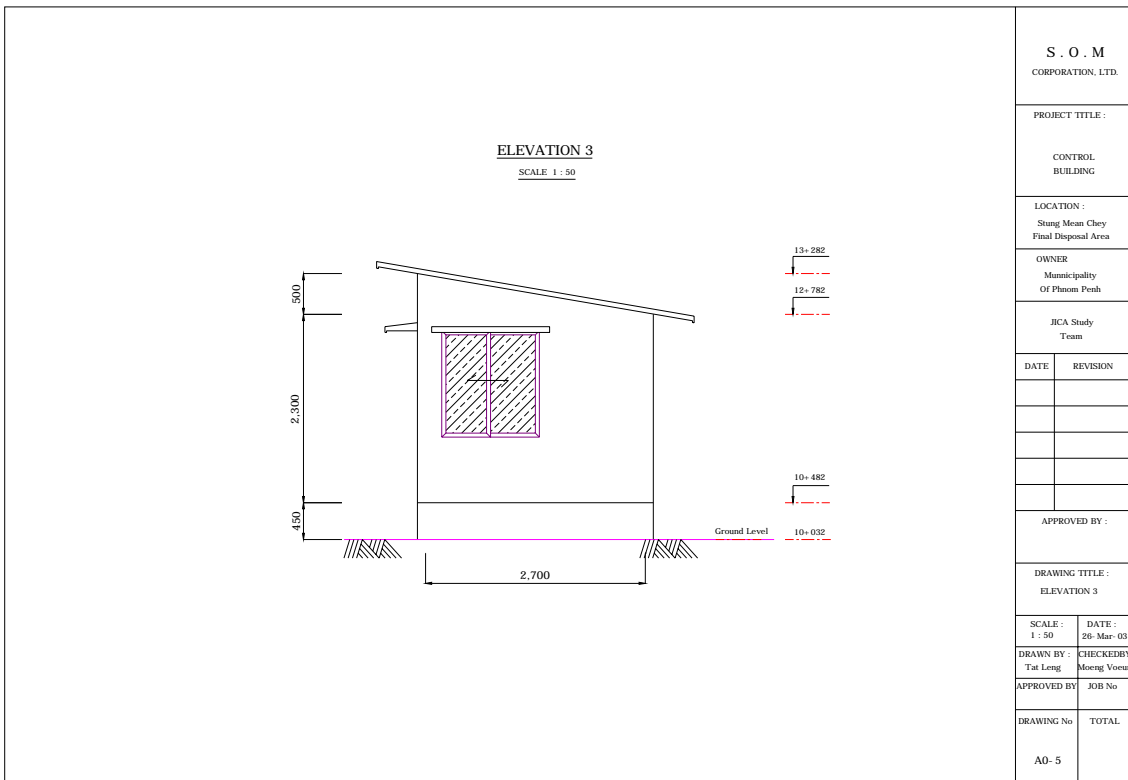 ELEVATION 3
SCALE 1 : 50
13+282
12+782
10+482
Ground Level 10+032
500
2,300
450
2,700
S . O . M
CORPORATION, LTD.
PROJECT TITLE :
CONTROL
BUILDING
LOCATION :
Stung Mean Chey
Final Disposal Area
OWNER
Munnicipality
Of Phnom Penh
JICA Study
Team
DATE REVISION
APPROVED BY :
DRAWING TITLE :
ELEVATION 3
SCALE : DATE :
1 : 50 26- Mar- 03
DRAWN BY : CHECKEDBY
Tat Leng Moeng Voeun
APPROVED BY JOB No
DRAWING No TOTAL
A0- 5